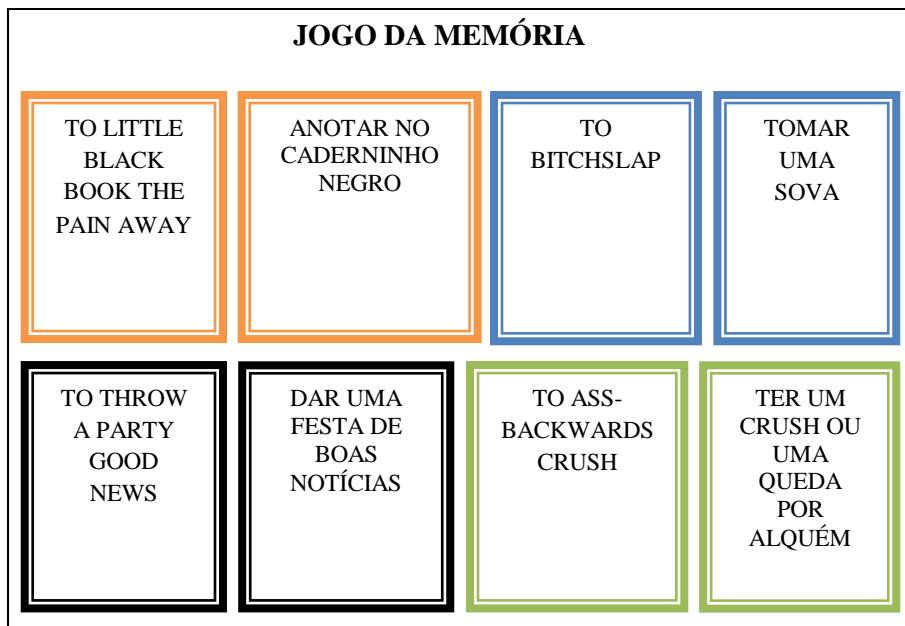 JOGO DA MEMÓRIA
TO LITTLE
BLACK
BOOK THE
PAIN AWAY
ANOTAR NO
CADERNINHO
NEGRO
TO
BITCHSLAP
TOMAR
UMA
SOVA
TO THROW
A PARTY
GOOD
NEWS
DAR UMA
FESTA DE
BOAS
NOTÍCIAS
TO ASS-
BACKWARDS
CRUSH
TER UM
CRUSH OU
UMA
QUEDA
POR
ALQUÉM